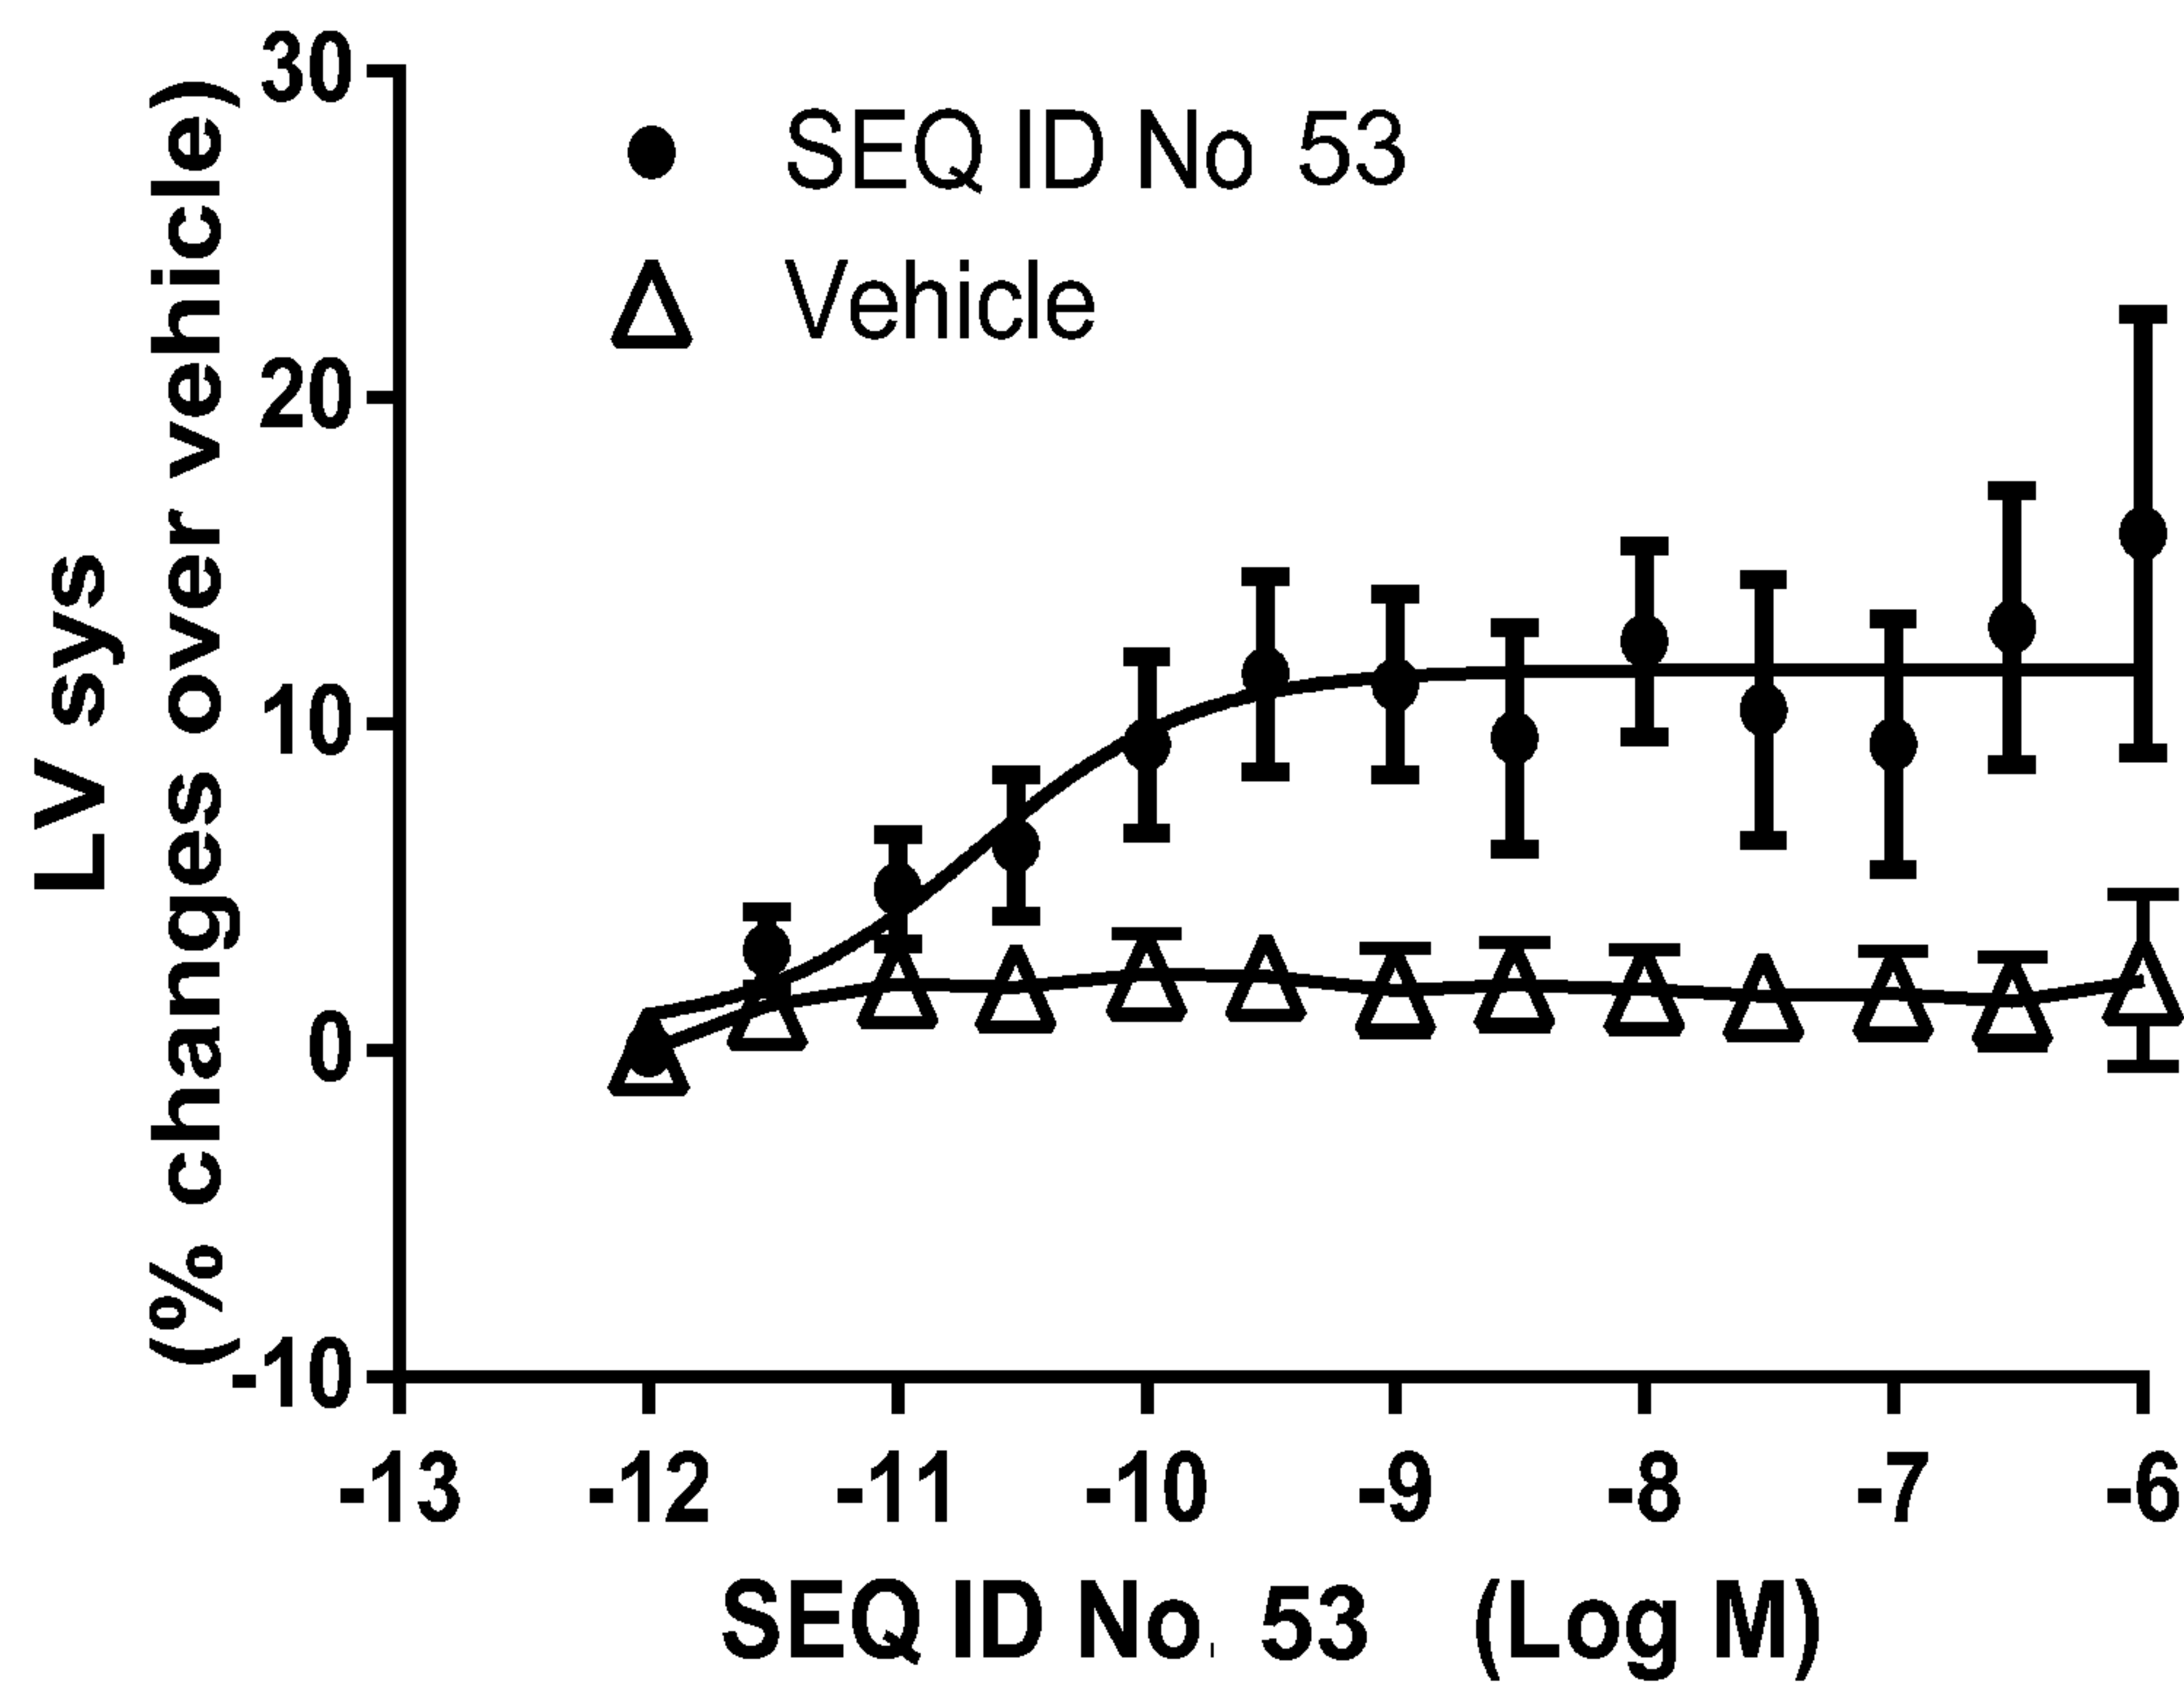 LV sys
(% changes over vehicle)
30
20
10
0
-10
SEQ ID No 53
Vehicle
-13 -12 -11 -10 -9 -8 -7 -6
SEQ ID No. 53 (Log M)